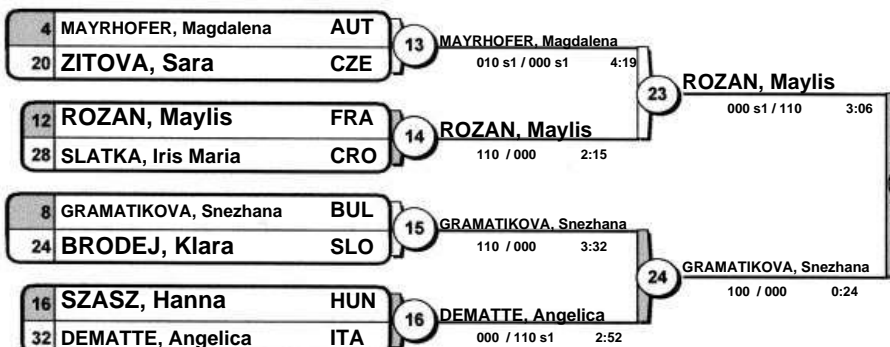 4 MAYRHOFER, Magdalena AUT
20 ZITOVA, Sara CZE
13
MAYRHOFER, Magdalena
010 s1 / 000 s1 4:19
12 ROZAN, Maylis FRA
28 SLATKA, Iris Maria CRO
14
ROZAN, Maylis
110 / 000 2:15
23
ROZAN, Maylis
000 s1 / 110 3:06
8 GRAMATIKOVA, Snezhana BUL
24 BRODEJ, Klara SLO
15
GRAMATIKOVA, Snezhana
110 / 000 3:32
16 SZASZ, Hanna HUN
32 DEMATTE, Angelica ITA
16
DEMATTE, Angelica
000 / 110 s1 2:52
24
GRAMATIKOVA, Snezhana
100 / 000 0:24